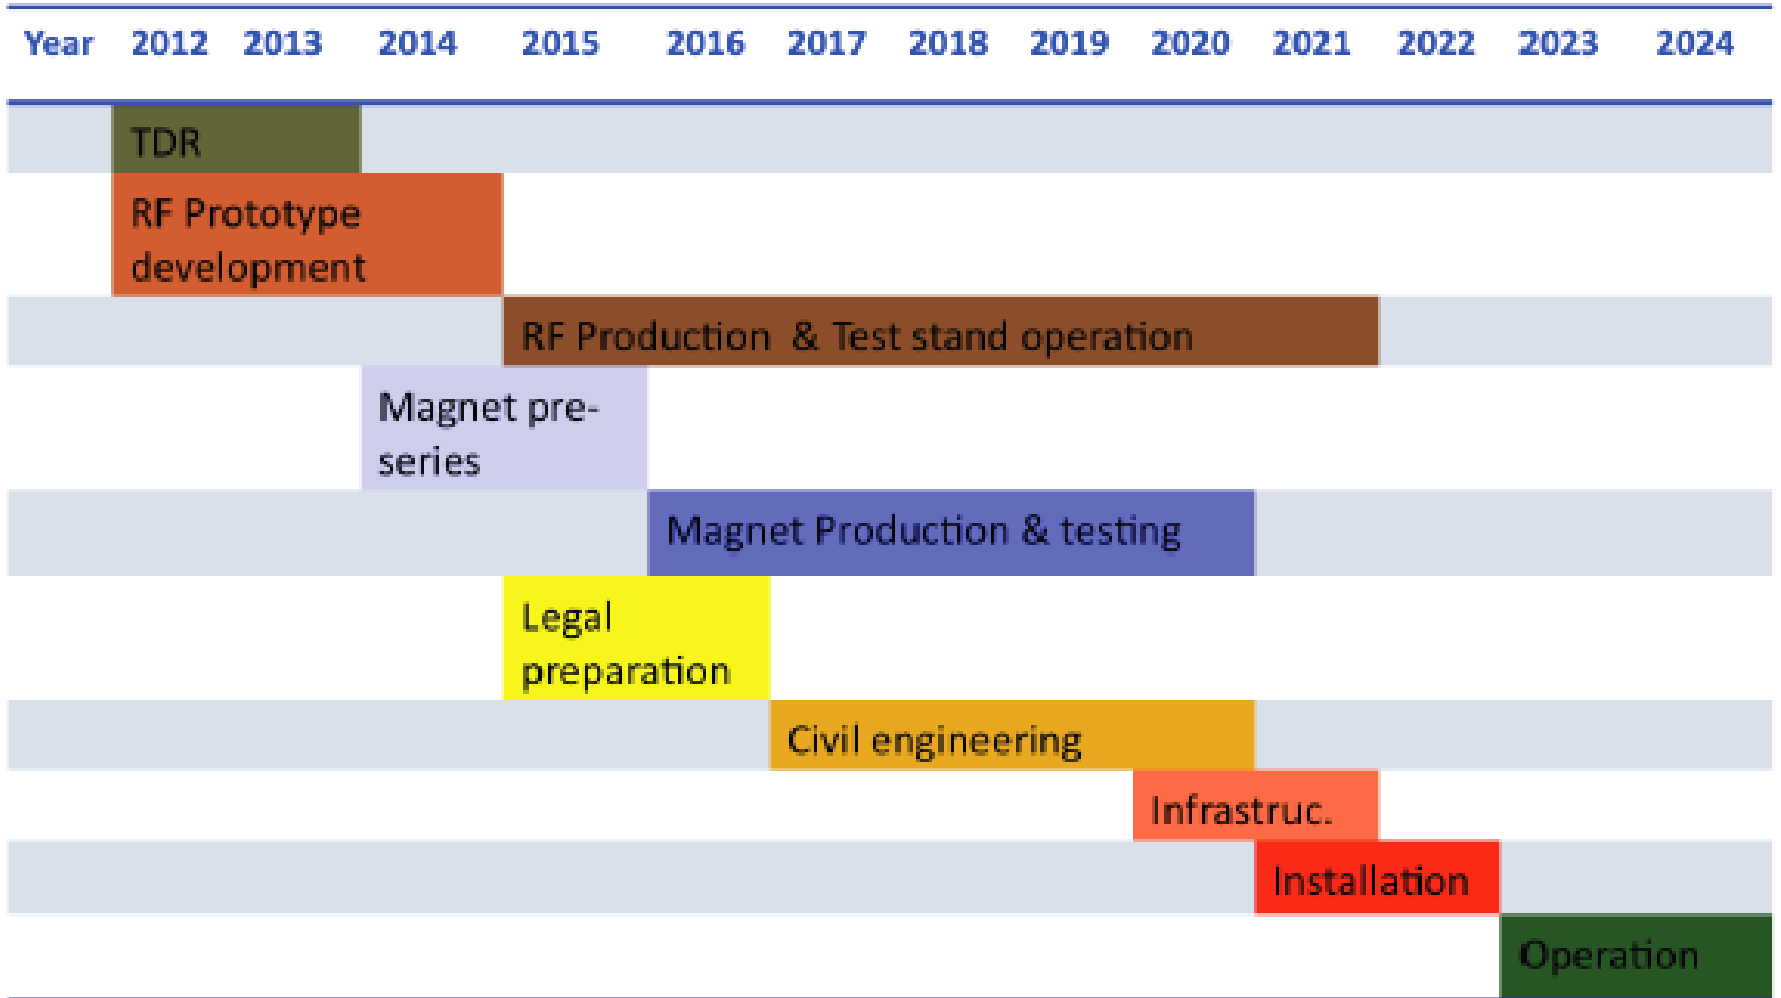 Year 2012 2013 2014 2015 2016 2017 2018 2019 2020 2021 2022 2023 2024
TDR
RF Prototype
development
RF Production & Test stand operation
Magnet pre-
series
Magnet Production & testing
Legal
preparation
Civil engineering
Infrastruc.
Installation
Operation